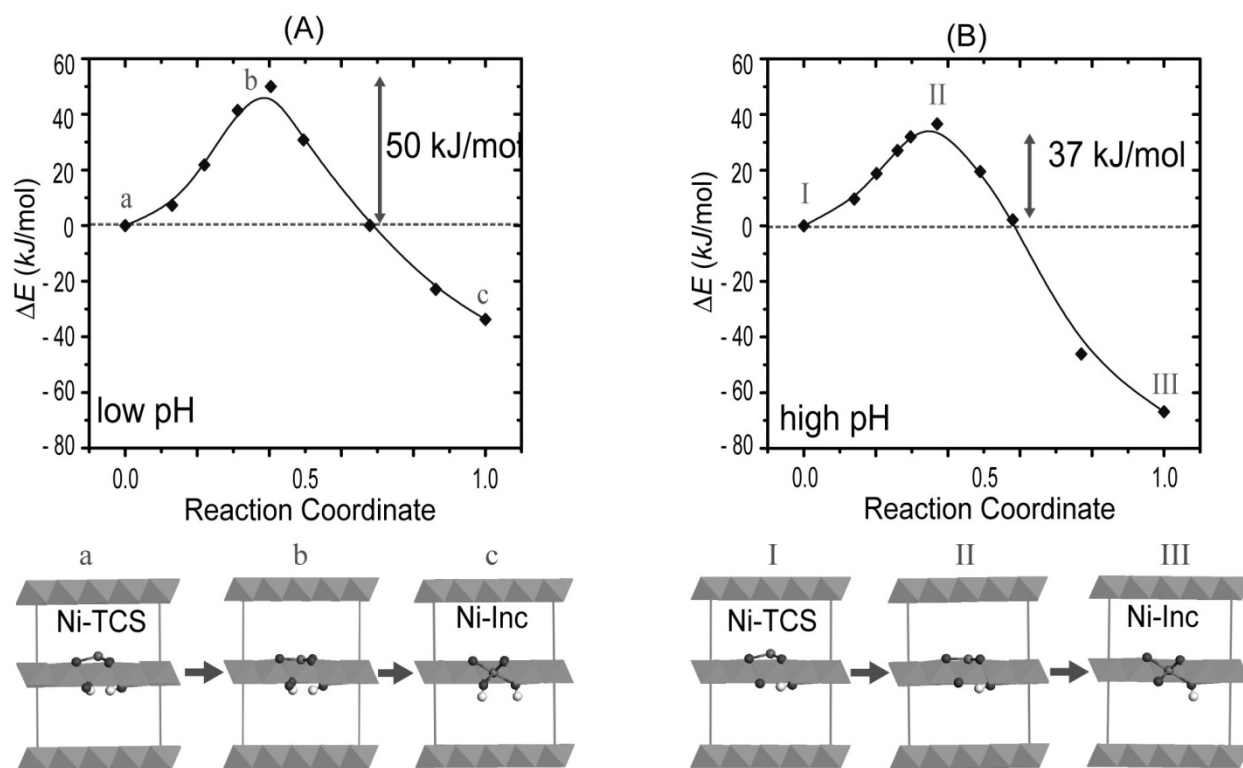 (A)
60
40
20
0
- 20
- 40
- 60
- 80
ΔE (kJ/mol)
a
b
c
50 kJ/mol
low pH
0.0
0.5
1.0
Reaction Coordinate
a
b
c
Ni-TCS
Ni-Inc
(B)
60
40
20
0
- 20
- 40
- 60
- 80
ΔE (kJ/mol)
I
II
III
37 kJ/mol
high pH
0.0
0.5
1.0
Reaction Coordinate
I
II
III
Ni-TCS
Ni-Inc